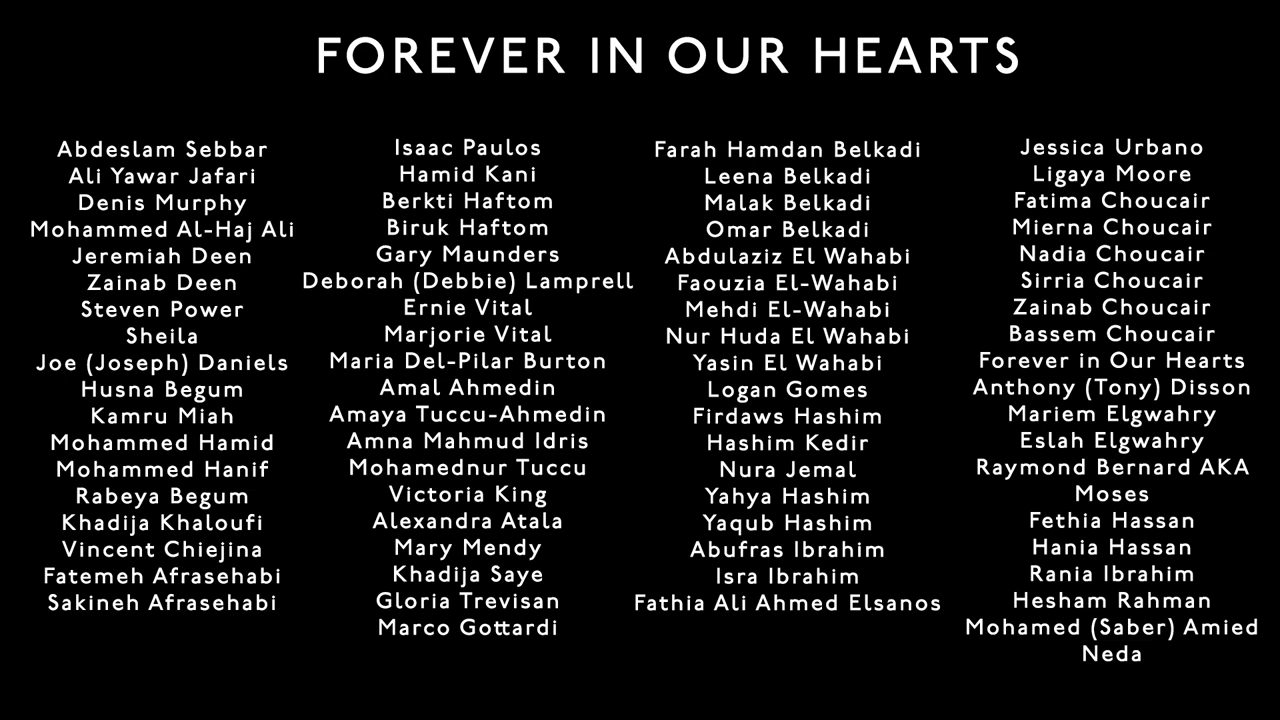 FOREVER IN OUR HEARTS
Abdeslam Sebbar
Ali Yawar Jafari
Denis Murphy
Mohammed Al-Haj Ali
Jeremiah Deen
Zainab Deen
Steven Power
Sheila
Joe (Joseph) Daniels
Husna Begum
Kamru Miah
Mohammed Hamid
Mohammed Hanif
Rabeya Begum
Khadija Khaloufi
Vincent Chiejina
Fatemeh Afrasehabi
Sakineh Afrasehabi
Isaac Paulos
Hamid Kani
Berkti Haftom
Biruk Haftom
Gary Maunders
Deborah (Debbie) Lamprell
Ernie Vital
Marjorie Vital
Maria Del-Pilar Burton
Amal Ahmedin
Amaya Tuccu-Ahmedin
Amna Mahmud Idris
Mohamednur Tuccu
Victoria King
Alexandra Atala
Mary Mendy
Khadija Saye
Gloria Trevisan
Marco Gottardi
Farah Hamdan Belkadi
Leena Belkadi
Malak Belkadi
Omar Belkadi
Abdulaziz El Wahabi
Faouzia El-Wahabi
Mehdi El-Wahabi
Nur Huda El Wahabi
Yasin El Wahabi
Logan Gomes
Firdaws Hashim
Hashim Kedir
Nura Jemal
Yahya Hashim
Yaqub Hashim
Abufras Ibrahim
Isra Ibrahim
Fathia Ali Ahmed Elsanos
Jessica Urbano
Ligaya Moore
Fatima Choucair
Mierna Choucair
Nadia Choucair
Sirria Choucair
Zainab Choucair
Bassem Choucair
Forever in Our Hearts
Anthony (Tony) Disson
Mariem Elgwahry
Eslah Elgwahry
Raymond Bernard AKA
Moses
Fethia Hassan
Hania Hassan
Rania Ibrahim
Hesham Rahman
Mohamed (Saber) Amied
Neda